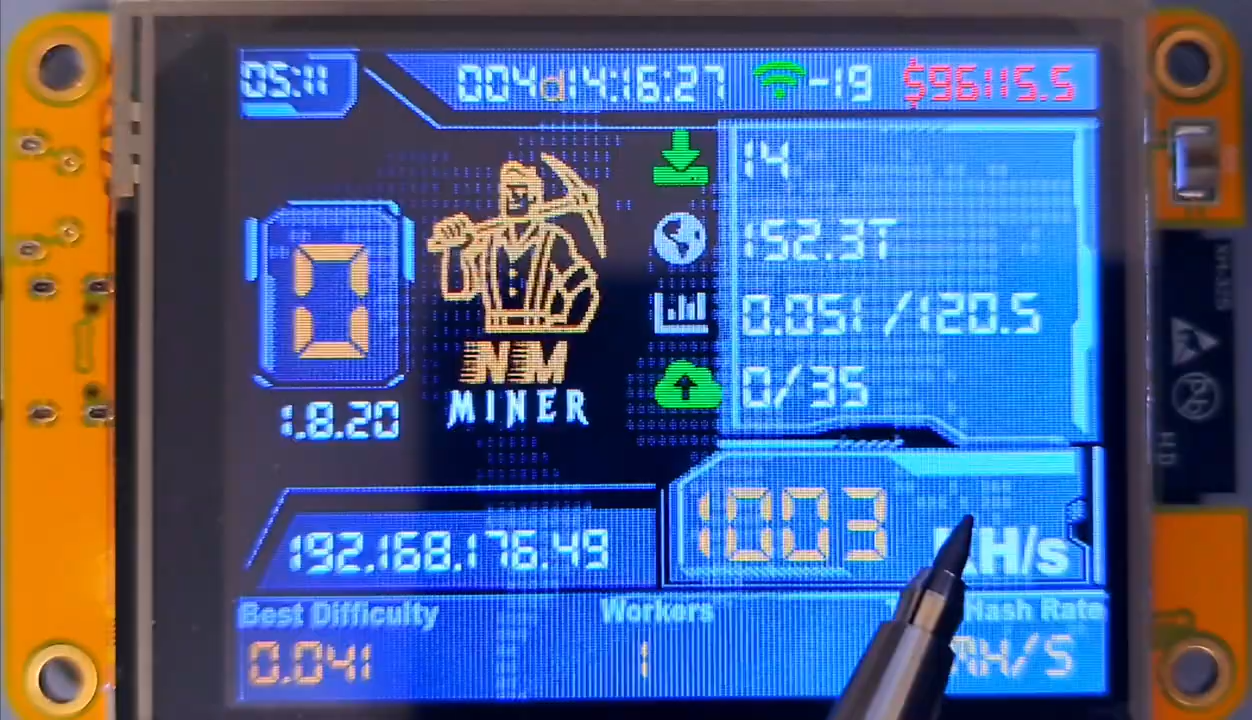 05:11 004d14:16:27 -19 $96115.5
14
152.3T
0
0.051 /120.5
NM
MINER
0/35
1.8.20
1003 H/s
192.168.176.49
Best Difficulty Workers Hash Rate
0.041 1 H/S